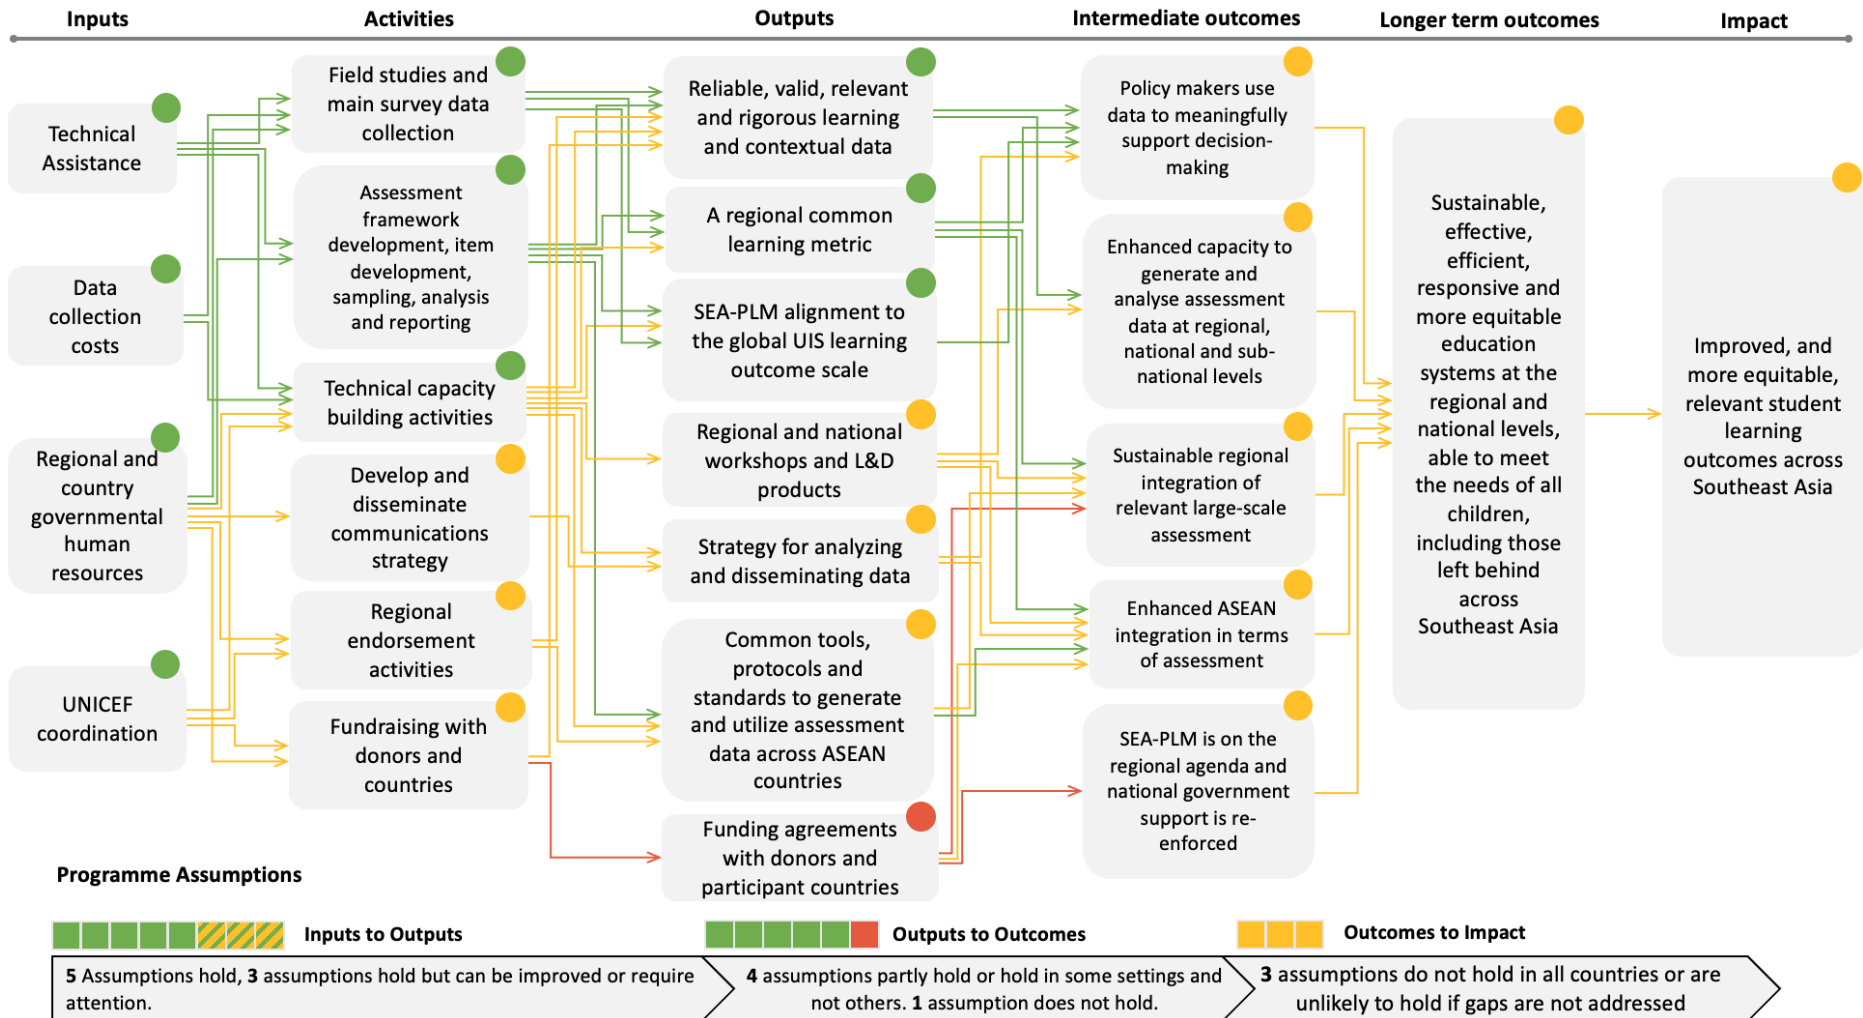 Inputs
Activities
Outputs
Intermediate outcomes
Longer term outcomes
Impact
Technical
Assistance
Data
collection
costs
Regional and
country
governmental
human
resources
UNICEF
coordination
Field studies and
main survey data
collection
Assessment
framework
development, item
development,
sampling, analysis
and reporting
Technical capacity
building activities
Develop and
disseminate
communications
strategy
Regional
endorsement
activities
Fundraising with
donors and
countries
Reliable, valid, relevant
and rigorous learning
and contextual data
A regional common
learning metric
SEA-PLM alignment to
the global UIS learning
outcome scale
Regional and national
workshops and L&D
products
Strategy for analyzing
and disseminating data
Common tools,
protocols and
standards to generate
and utilize assessment
data across ASEAN
countries
Funding agreements
with donors and
participant countries
Policy makers use
data to meaningfully
support decision-
making
Enhanced capacity to
generate and
analyse assessment
data at regional,
national and sub-
national levels
Sustainable regional
integration of
relevant large-scale
assessment
Enhanced ASEAN
integration in terms
of assessment
SEA-PLM is on the
regional agenda and
national government
support is re-
enforced
Sustainable,
effective,
efficient,
responsive and
more equitable
education
systems at the
regional and
national levels,
able to meet
the needs of all
children,
including those
left behind
across
Southeast Asia
Improved, and
more equitable,
relevant student
learning
outcomes across
Southeast Asia
Programme Assumptions
Inputs to Outputs
Outputs to Outcomes
Outcomes to Impact
5 Assumptions hold, 3 assumptions hold but can be improved or require
attention.
4 assumptions partly hold or hold in some settings and
not others. 1 assumption does not hold.
3 assumptions do not hold in all countries or are
unlikely to hold if gaps are not addressed